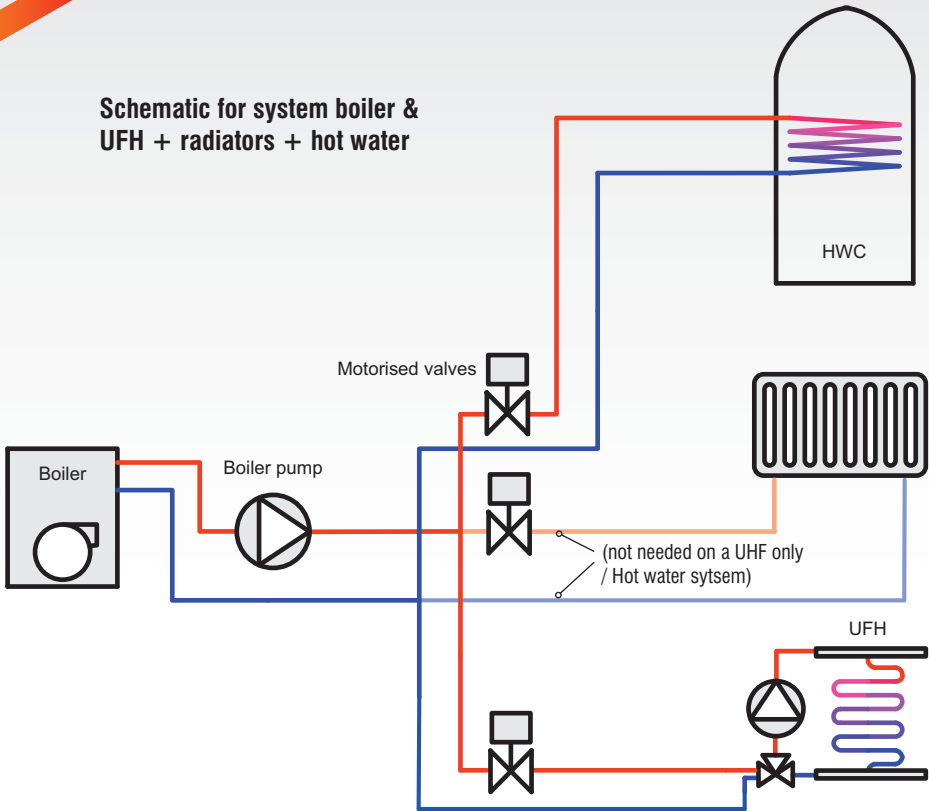 Schematic for system boiler &
UFH + radiators + hot water
HWC
Motorised valves
Boiler
Boiler pump
(not needed on a UHF only
/ Hot water sytsem)
UFH